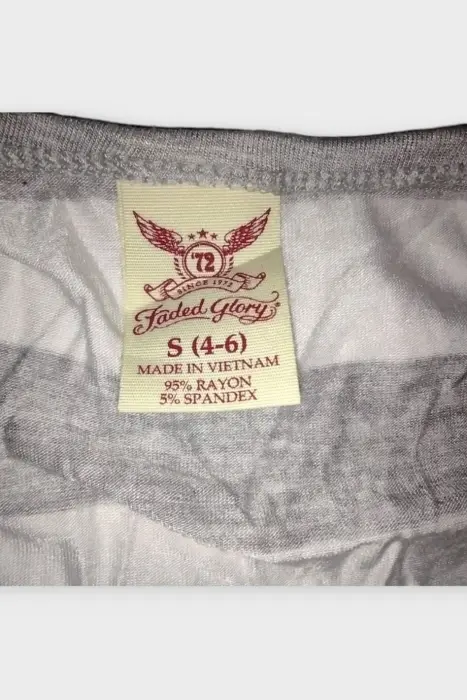 '72
SINCE 1972
Faded Glory®
S (4-6)
MADE IN VIETNAM
95% RAYON
5% SPANDEX